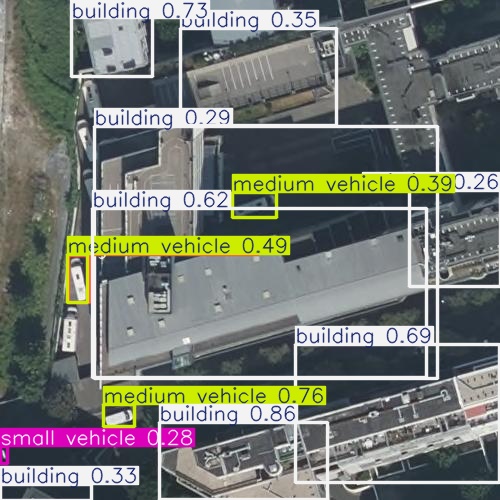 building 0.73
building 0.35
building 0.29
medium vehicle 0.39
0.26
building 0.62
medium vehicle 0.49
building 0.69
medium vehicle 0.76
building 0.86
small vehicle 0.28
building 0.33